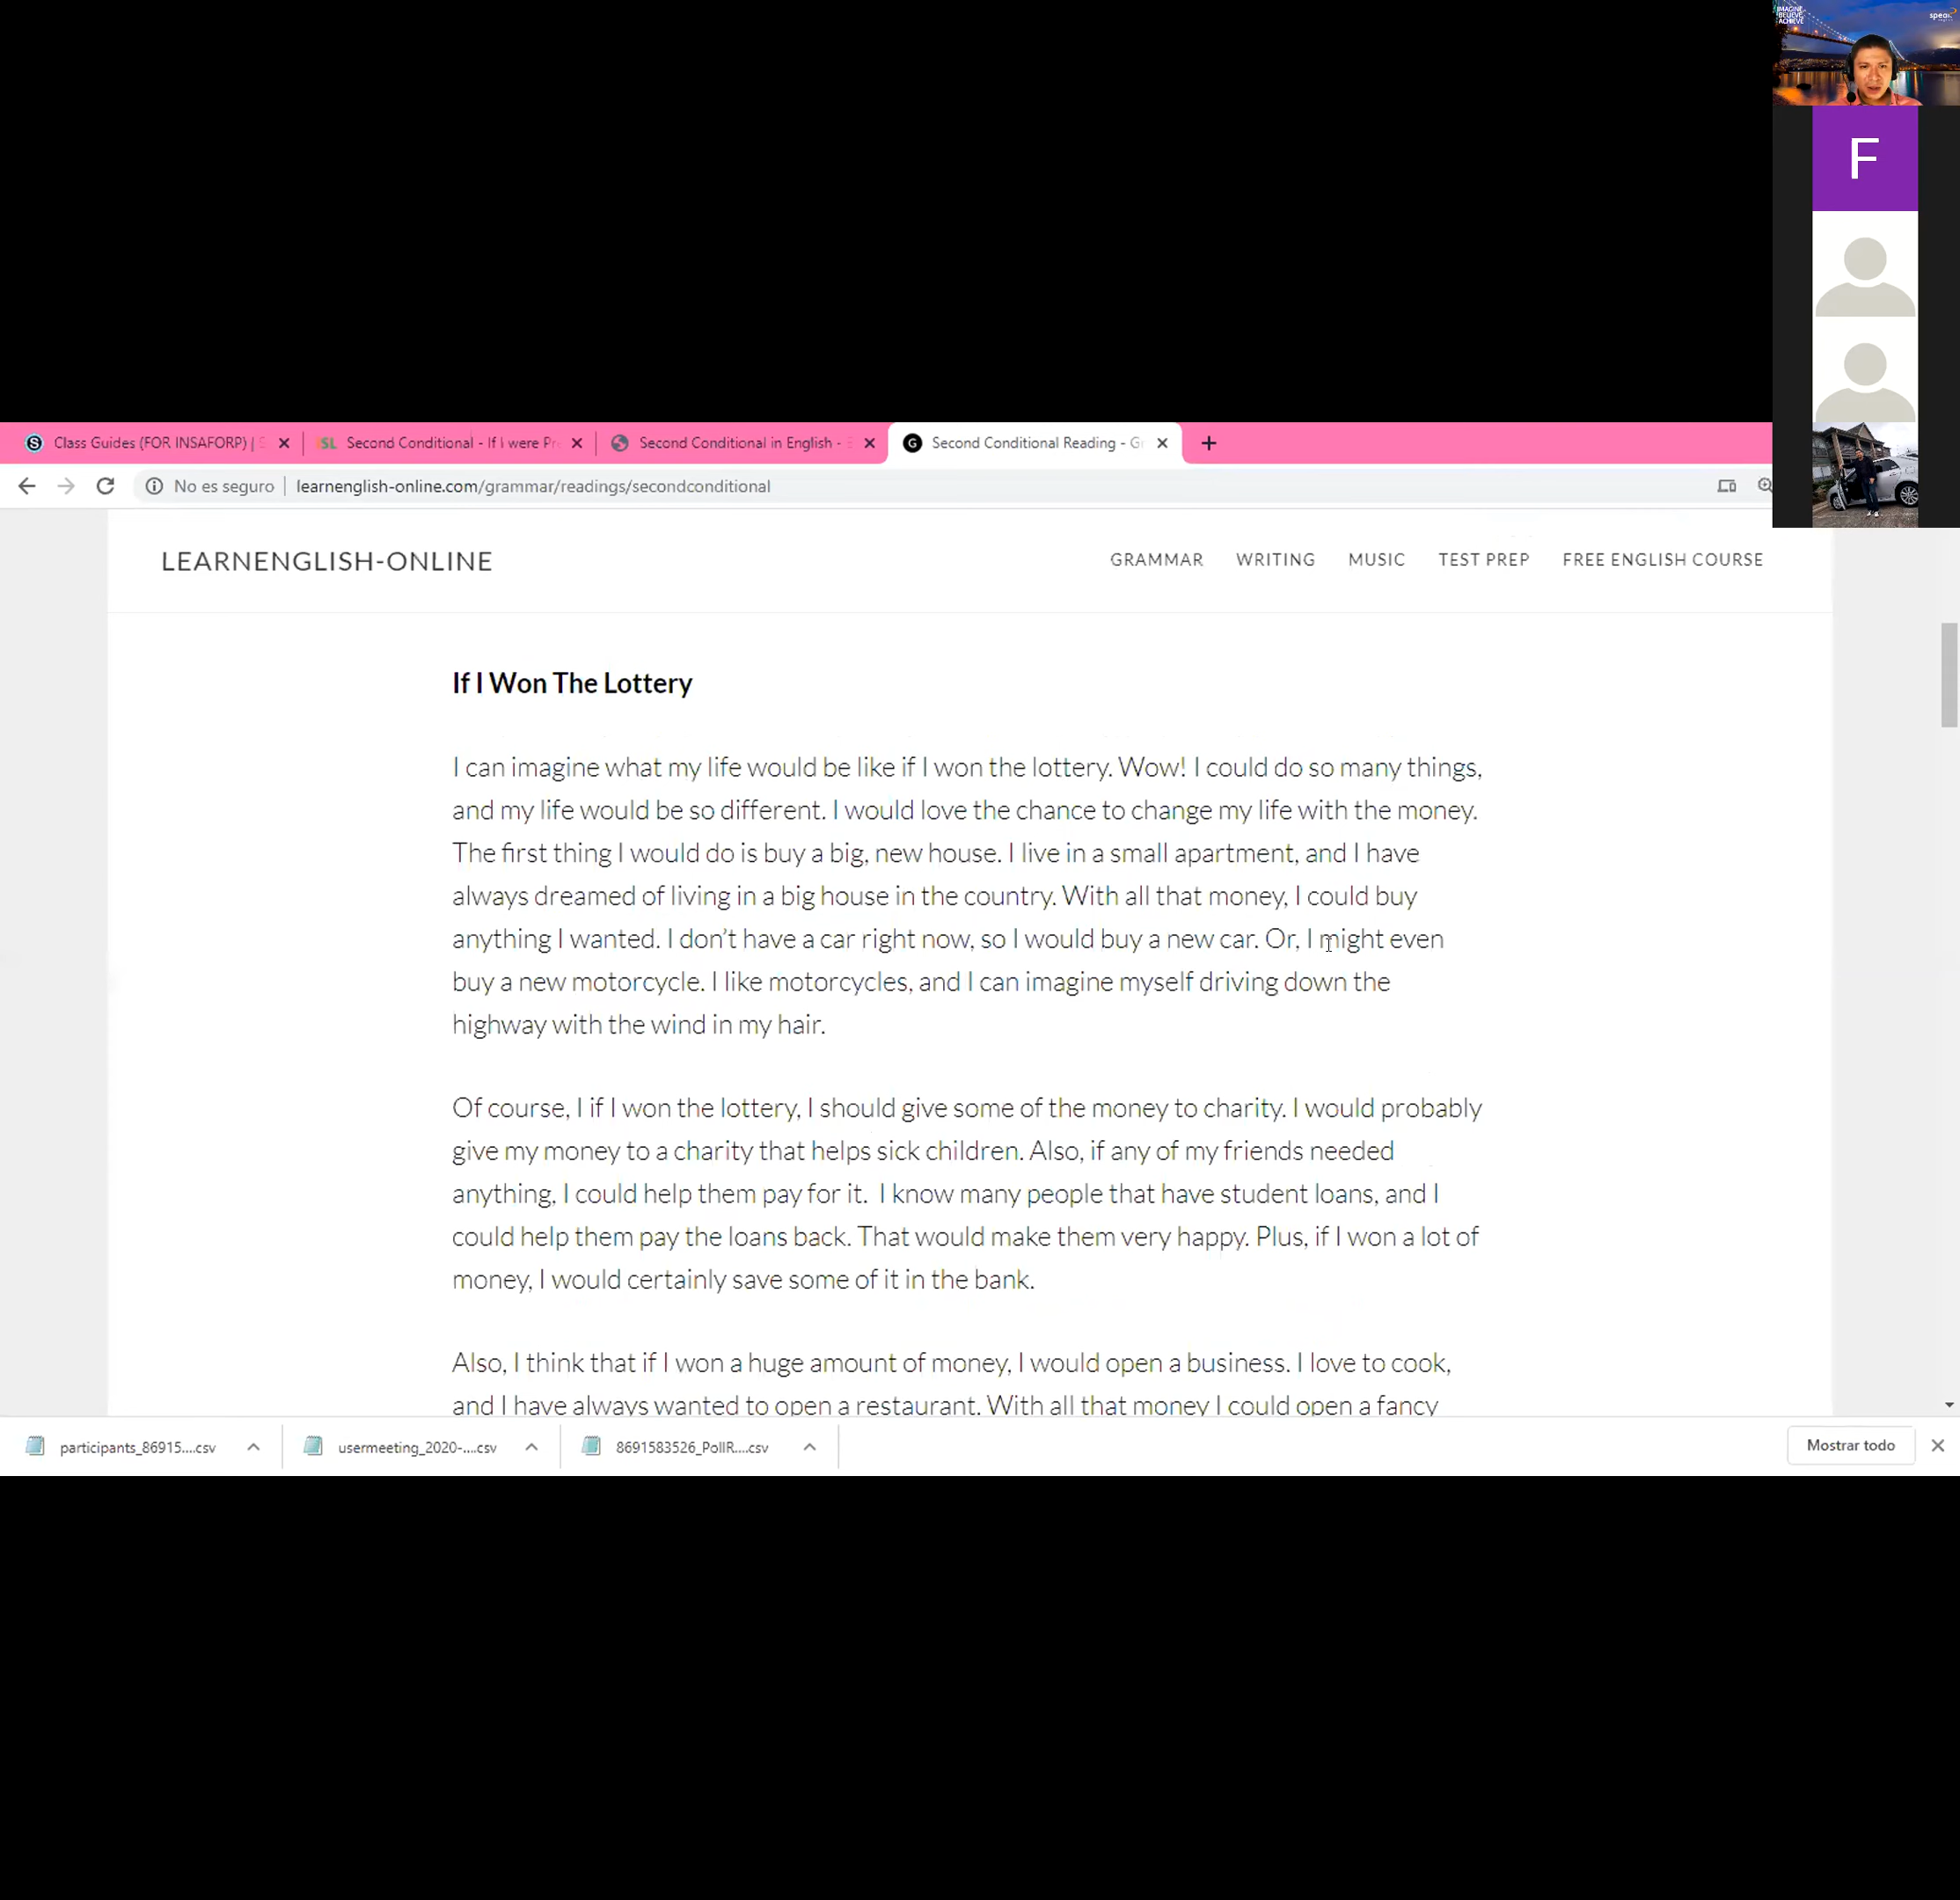 IMAGINE
BELIEVE
ACHIEVE
speak
F
Class Guides (FOR INSAFORP) |
SL Second Conditional - If I were Pr
Second Conditional in English -
G Second Conditional Reading - G
No es seguro | learnenglish-online.com/grammar/readings/secondconditional
LEARNENGLISH-ONLINE
GRAMMAR WRITING MUSIC TEST PREP FREE ENGLISH COURSE
If I Won The Lottery
I can imagine what my life would be like if I won the lottery. Wow! I could do so many things,
and my life would be so different. I would love the chance to change my life with the money.
The first thing I would do is buy a big, new house. I live in a small apartment, and I have
always dreamed of living in a big house in the country. With all that money, I could buy
anything I wanted. I don't have a car right now, so I would buy a new car. Or, I might even
buy a new motorcycle. I like motorcycles, and I can imagine myself driving down the
highway with the wind in my hair.
Of course, I if I won the lottery, I should give some of the money to charity. I would probably
give my money to a charity that helps sick children. Also, if any of my friends needed
anything, I could help them pay for it. I know many people that have student loans, and I
could help them pay the loans back. That would make them very happy. Plus, if I won a lot of
money, I would certainly save some of it in the bank.
Also, I think that if I won a huge amount of money, I would open a business. I love to cook,
and I have always wanted to open a restaurant. With all that money I could open a fancy
participants_86915....csv
usermeeting_2020-....csv
8691583526_PollR....csv
Mostrar todo